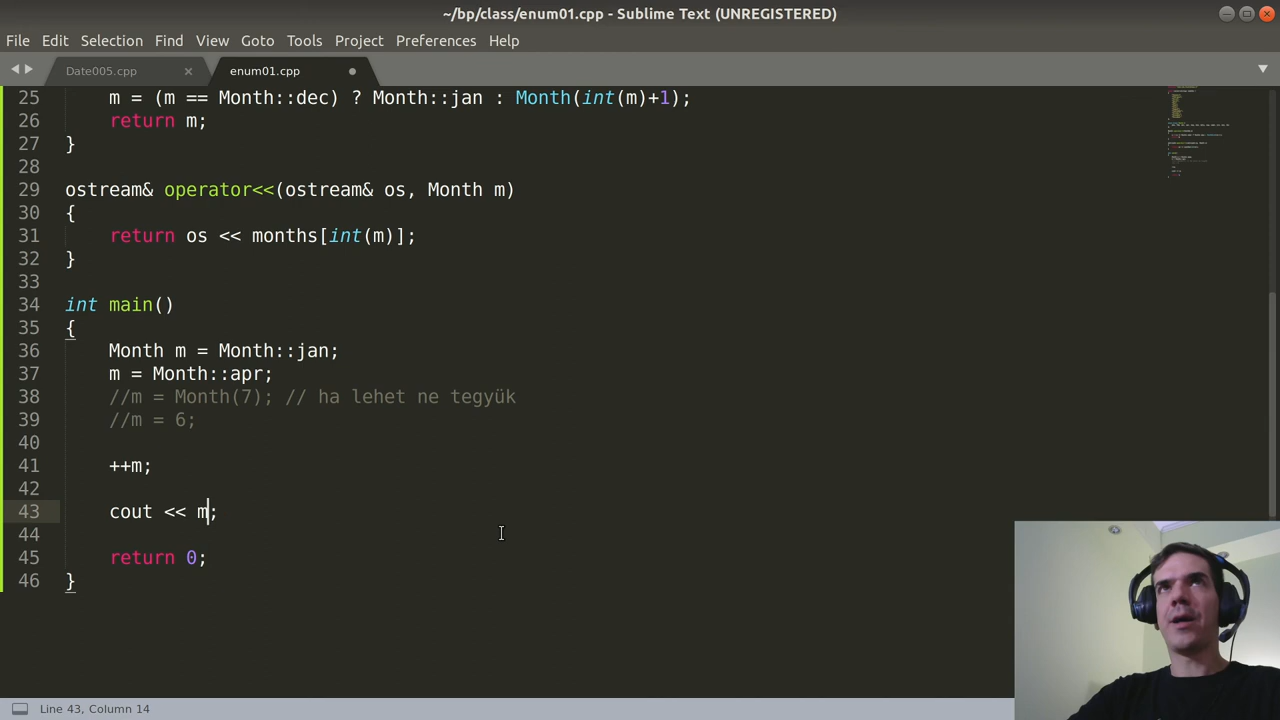 ~/bp/class/enum01.cpp - Sublime Text (UNREGISTERED)
File Edit Selection Find View Goto Tools Project Preferences Help
Date005.cpp enum01.cpp
25 m = (m == Month::dec) ? Month::jan : Month(int(m)+1);
26 return m;
27 }
28
29 ostream& operator<<(ostream& os, Month m)
30 {
31 return os << months[int(m)];
32 }
33
34 int main()
35 {
36 Month m = Month::jan;
37 m = Month::apr;
38 //m = Month(7); // ha lehet ne tegyük
39 //m = 6;
40
41 ++m;
42
43 cout << m;
44
45 return 0;
46 }
Line 43, Column 14